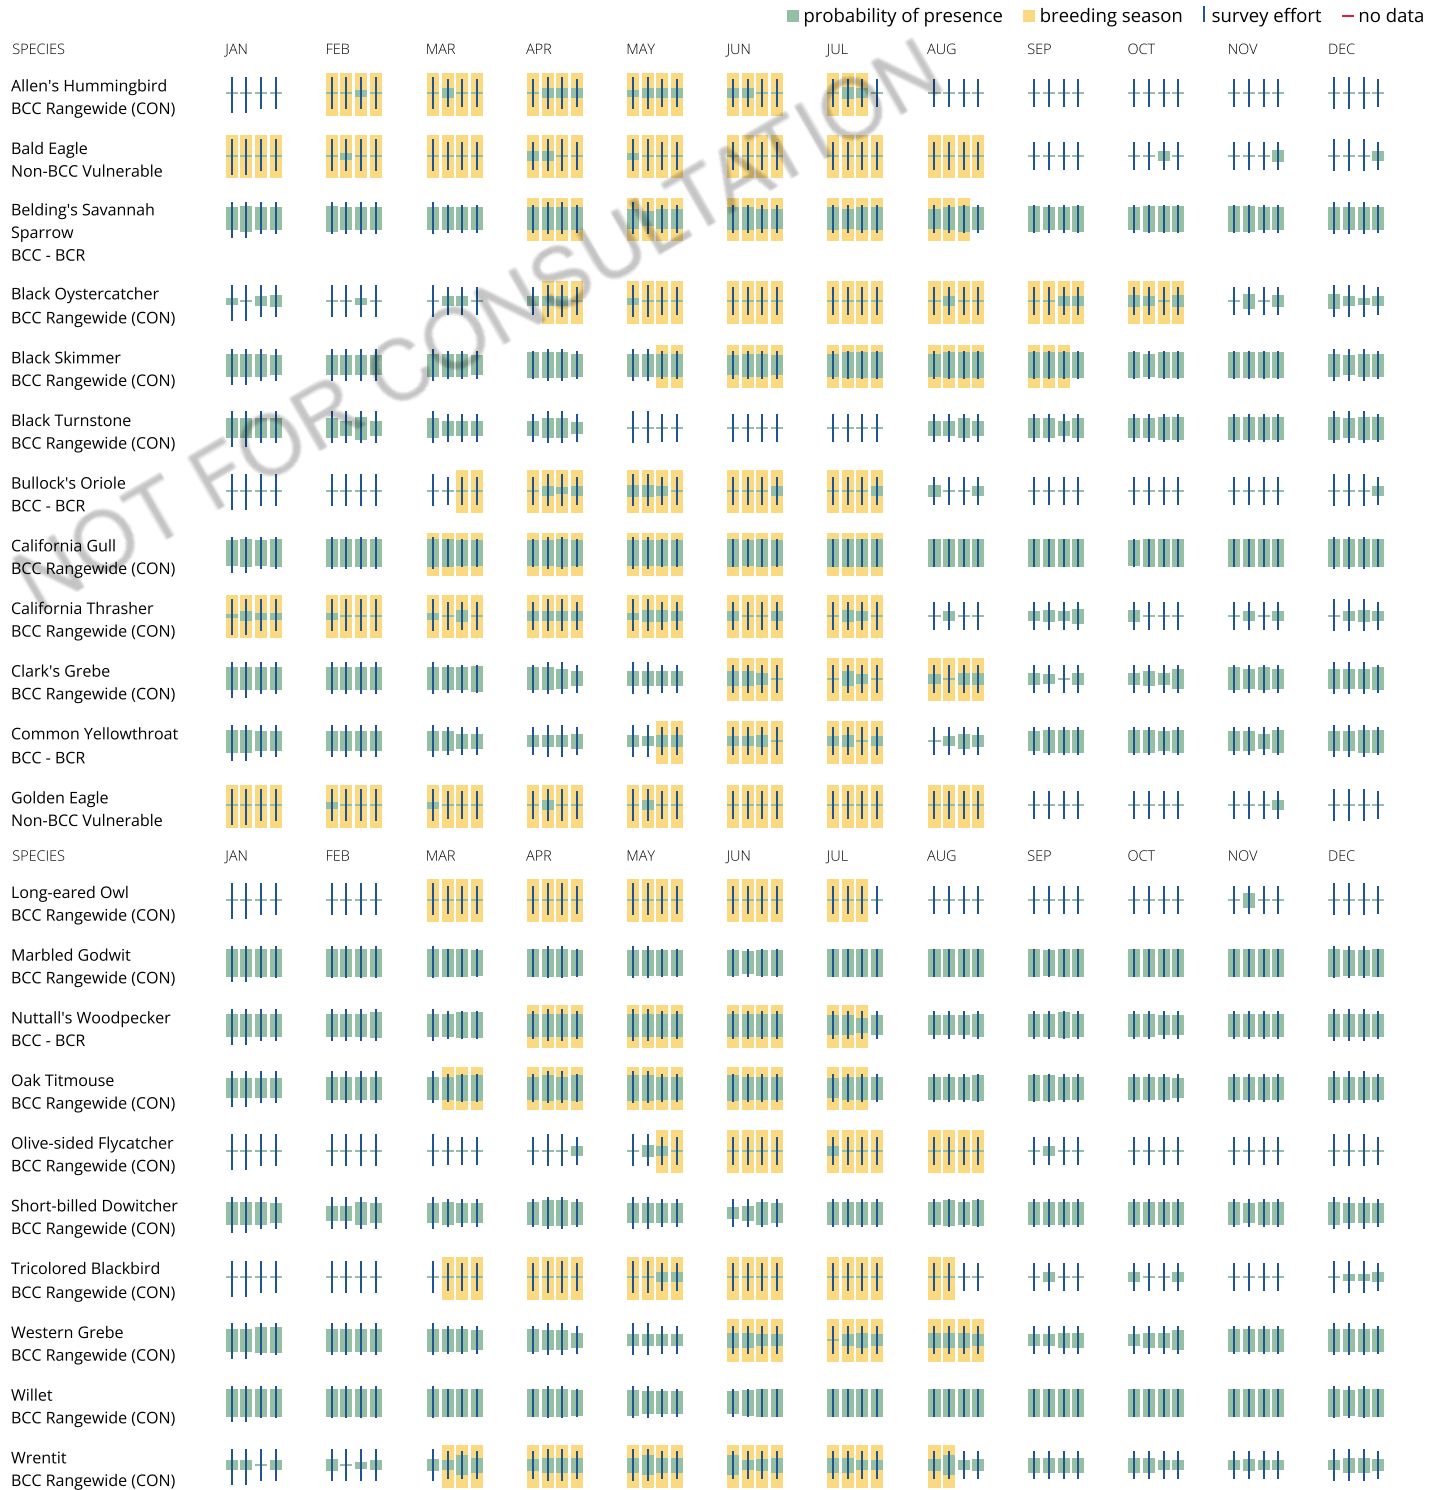 probability of presence breeding season survey effort no data
SPECIES JAN FEB MAR APR MAY JUN JUL AUG SEP OCT NOV DEC
Allen's Hummingbird
BCC Rangewide (CON)
Bald Eagle
Non-BCC Vulnerable
Belding's Savannah
Sparrow
BCC - BCR
Black Oystercatcher
BCC Rangewide (CON)
Black Skimmer
BCC Rangewide (CON)
Black Turnstone
BCC Rangewide (CON)
Bullock's Oriole
BCC - BCR
California Gull
BCC Rangewide (CON)
California Thrasher
BCC Rangewide (CON)
Clark's Grebe
BCC Rangewide (CON)
Common Yellowthroat
BCC - BCR
Golden Eagle
Non-BCC Vulnerable
SPECIES JAN FEB MAR APR MAY JUN JUL AUG SEP OCT NOV DEC
Long-eared Owl
BCC Rangewide (CON)
Marbled Godwit
BCC Rangewide (CON)
Nuttall's Woodpecker
BCC - BCR
Oak Titmouse
BCC Rangewide (CON)
Olive-sided Flycatcher
BCC Rangewide (CON)
Short-billed Dowitcher
BCC Rangewide (CON)
Tricolored Blackbird
BCC Rangewide (CON)
Western Grebe
BCC Rangewide (CON)
Willet
BCC Rangewide (CON)
Wrentit
BCC Rangewide (CON)
NOT FOR CONSULTATION